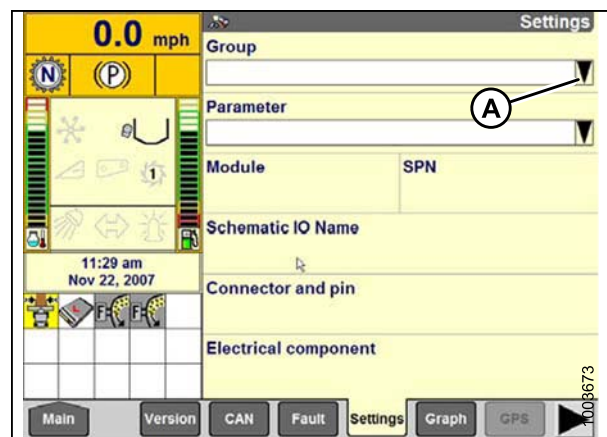 0.0 mph
N
(P)
1
11:29 am
Nov 22, 2007
F
F
Settings
Group
A
Parameter
Module
SPN
Schematic IO Name
Connector and pin
Electrical component
Main
Version
CAN
Fault
Settings
Graph
GPS
1003673